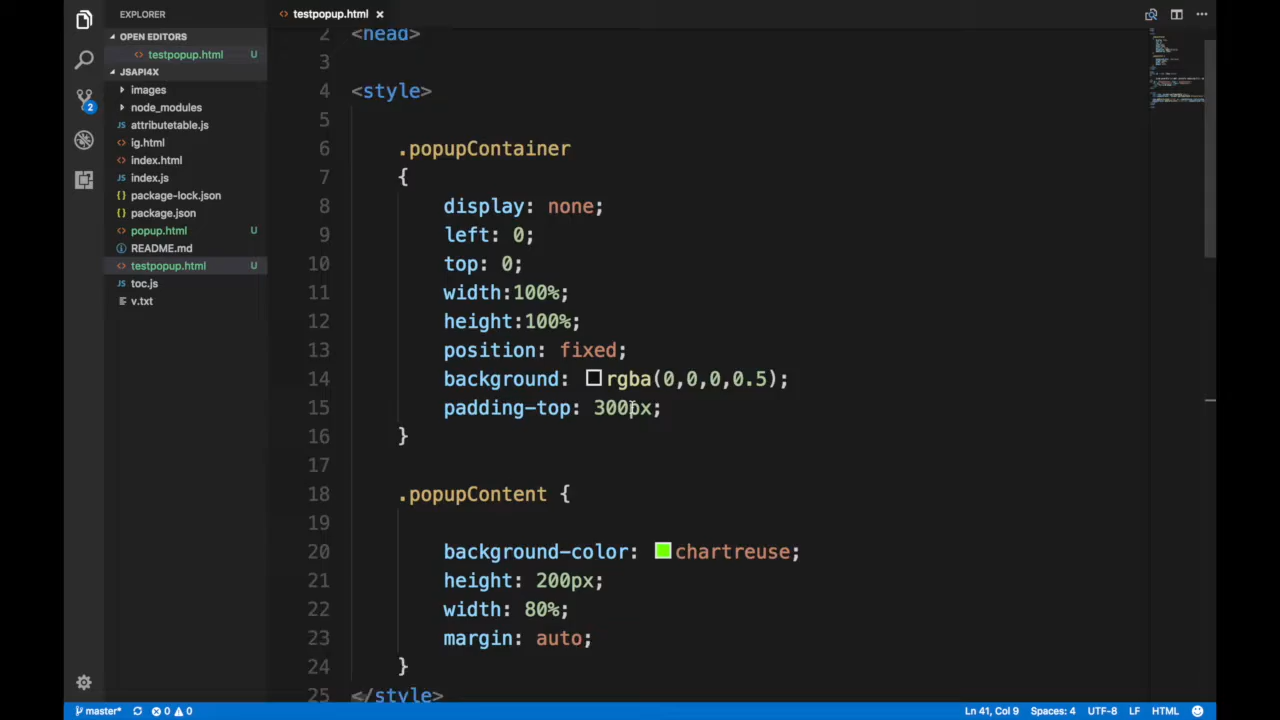 EXPLORER
OPEN EDITORS
<> testpopup.html U
JSAPI4X
images
node_modules
JS attributetable.js
<> ig.html
<> index.html
JS index.js
{} package-lock.json
{} package.json
<> popup.html U
README.md
<> testpopup.html U
JS toc.js
v.txt
2
<> testpopup.html ×
2 <head>
3
4 <style>
5
6 .popupContainer
7 {
8 display: none;
9 left: 0;
10 top: 0;
11 width:100%;
12 height:100%;
13 position: fixed;
14 background: rgba(0,0,0,0.5);
15 padding-top: 300px;
16 }
17
18 .popupContent {
19
20 background-color: chartreuse;
21 height: 200px;
22 width: 80%;
23 margin: auto;
24 }
25 </style>
master* 0 0 Ln 41, Col 9 Spaces: 4 UTF-8 LF HTML